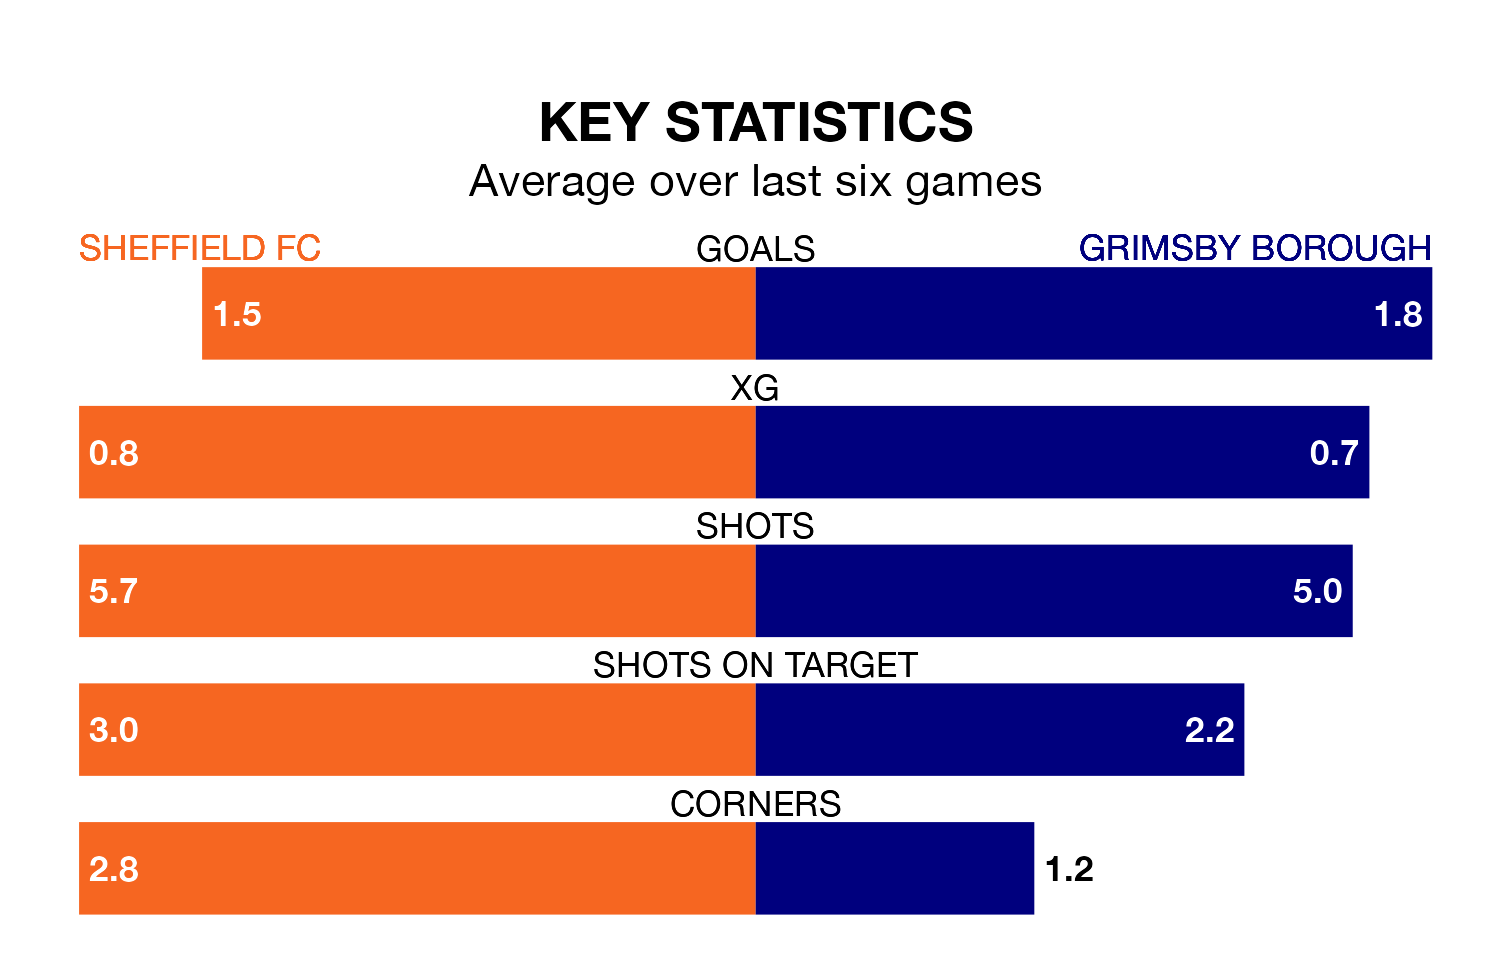 KEY STATISTICS
Average over last six games
SHEFFIELD FC GOALS GRIMSBY BOROUGH
1.5 1.8
XG
0.8 0.7
SHOTS
5.7 5.0
SHOTS ON TARGET
3.0 2.2
CORNERS
2.8 1.2